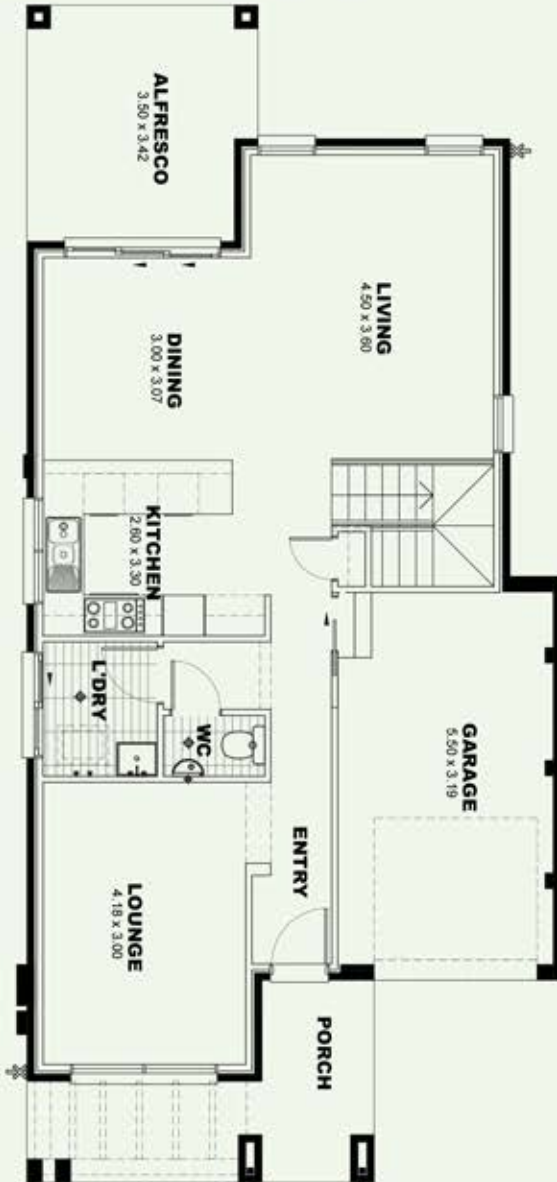 ALFRESCO
3.50 x 3.42
LIVING
4.50 x 3.60
DINING
3.00 x 3.07
KITCHEN
2.60 x 3.30
L'DRY
WC
GARAGE
5.50 x 3.19
ENTRY
LOUNGE
4.18 x 3.00
PORCH